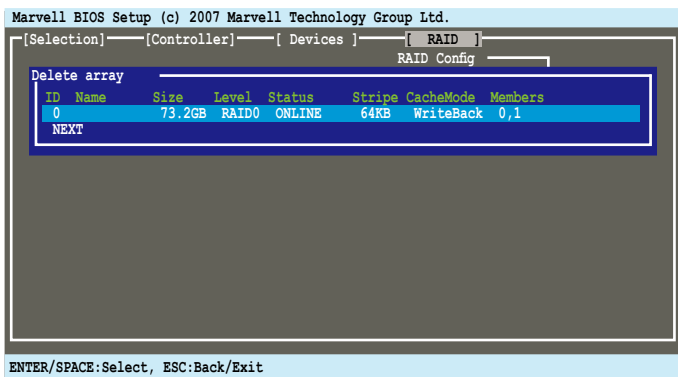 Marvell BIOS Setup (c) 2007 Marvell Technology Group Ltd.
[Selection] [Controller] [ Devices ] [ RAID ]
RAID Config
Delete array
ID Name Size Level Status Stripe CacheMode Members
0 73.2GB RAID0 ONLINE 64KB WriteBack 0,1
NEXT
ENTER/SPACE:Select, ESC:Back/Exit